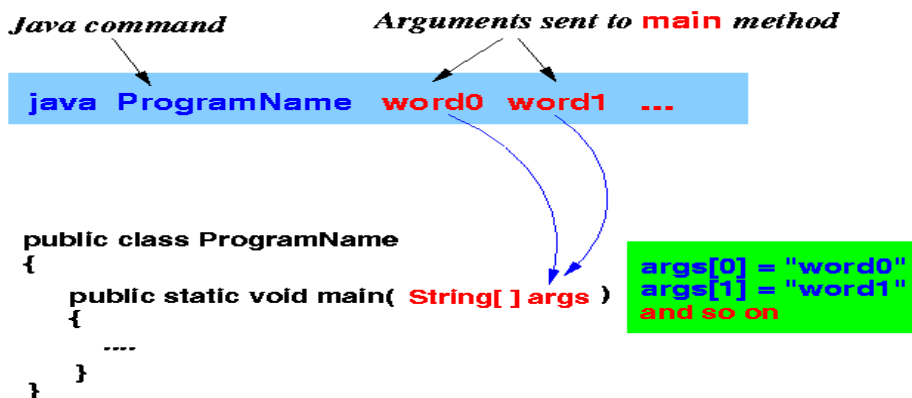 Java command
Arguments sent to main method
java ProgramName word0 word1 ...
public class ProgramName
{
public static void main( String[ ] args )
{
....
}
}
args[0] = "word0"
args[1] = "word1"
and so on